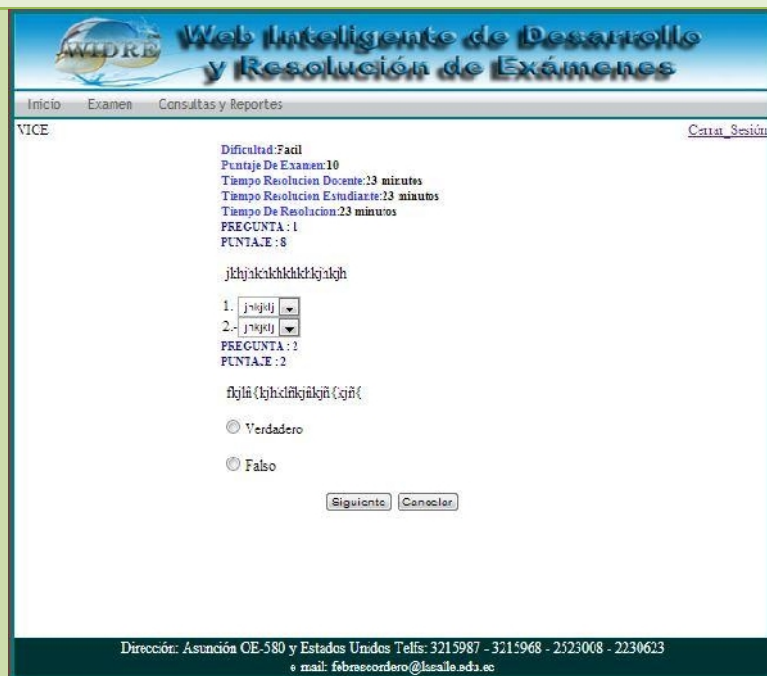 WIDRE
Web Inteligente de Desarrollo
y Resolución de Exámenes
Inicio Examen Consultas y Reportes
VICE Cerrar_Sesión
Dificultad:Facil
Puntaje De Examen:10
Tiempo Resolucion Docente:23 minutos
Tiempo Resolucion Estudiante:23 minutos
Tiempo De Resolucion:23 minutos
PREGUNTA : 1
PUNTAJE : 8
1.
2.-
PREGUNTA : 2
PUNTAJE : 2
Verdadero
Falso
Siguiente Cancelar
Dirección: Asunción OE-580 y Estados Unidos Telfs: 3215987 - 3215968 - 2523008 - 2230623
e mail: febrescordero@lasalle.edu.ec